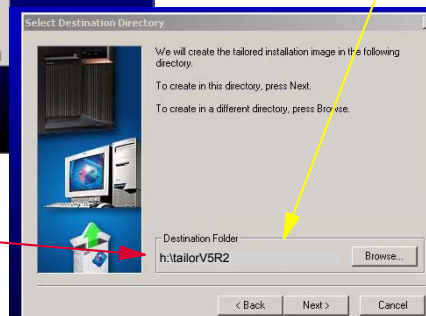 Select Destination Directory
We will create the tailored installation image in the following
directory.
To create in this directory, press Next.
To create in a different directory, press Browse.
Destination Folder
h:\tailorV5R2
Browse...
< Back
Next >
Cancel